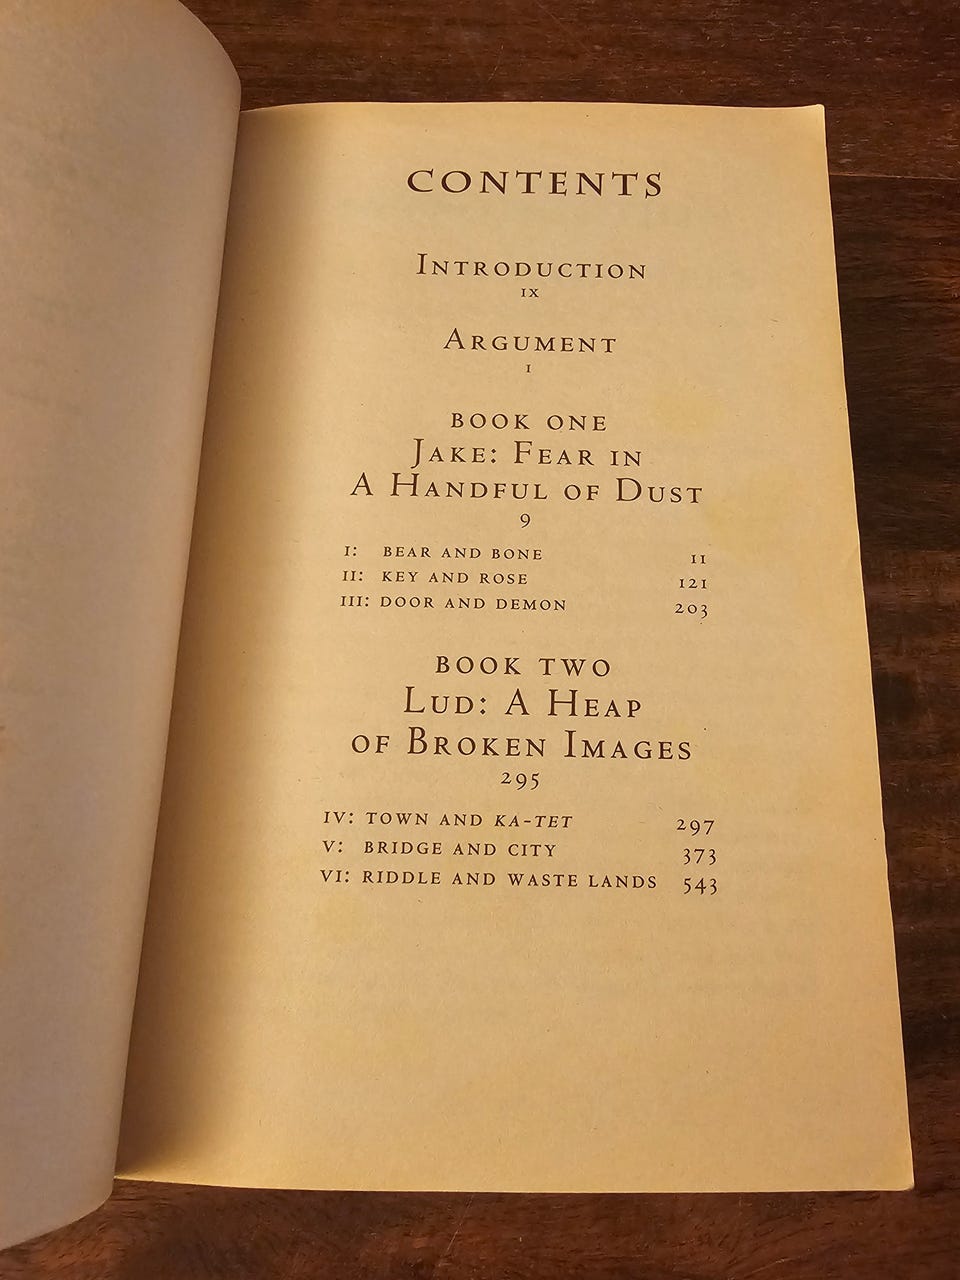 CONTENTS
INTRODUCTION
IX
ARGUMENT
I
BOOK ONE
JAKE: FEAR IN
A HANDFUL OF DUST
9
I: BEAR AND BONE 11
II: KEY AND ROSE 121
III: DOOR AND DEMON 203
BOOK TWO
LUD: A HEAP
OF BROKEN IMAGES
295
IV: TOWN AND KA-TET 297
V: BRIDGE AND CITY 373
VI: RIDDLE AND WASTE LANDS 543